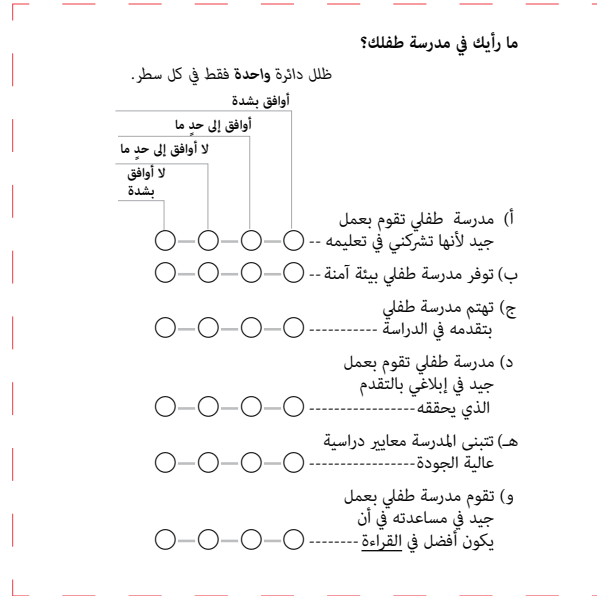 ما رأيك في مدرسة طفلك؟
ظلل دائرة واحدة فقط في كل سطر.
أوافق بشدة
أوافق إلى حدٍ ما
لا أوافق إلى حدٍ ما
لا أوافق
بشدة
أ) مدرسة طفلي تقوم بعمل
جيد لأنها تشركني في تعليمه --
ب) توفر مدرسة طفلي بيئة آمنة --
ج) تهتم مدرسة طفلي
بتقدمه في الدراسة -----------
د) مدرسة طفلي تقوم بعمل
جيد في إبلاغي بالتقدم
الذي يحققه-----------------
هـ) تتبنى المدرسة معايير دراسية
عالية الجودة-----------------
و) تقوم مدرسة طفلي بعمل
جيد في مساعدته في أن
يكون أفضل في القراءة --------